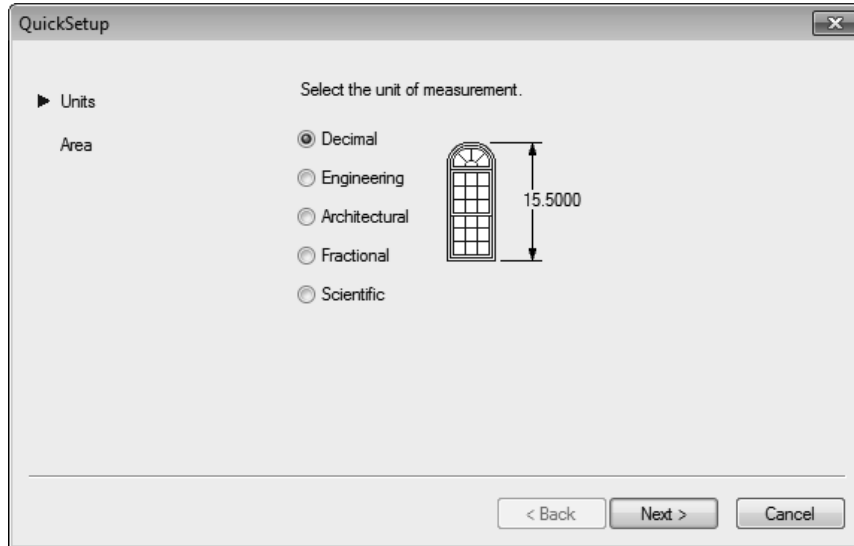 QuickSetup
Units
Area
Select the unit of measurement.
Decimal
Engineering
Architectural
Fractional
Scientific
15.5000
< Back
Next >
Cancel